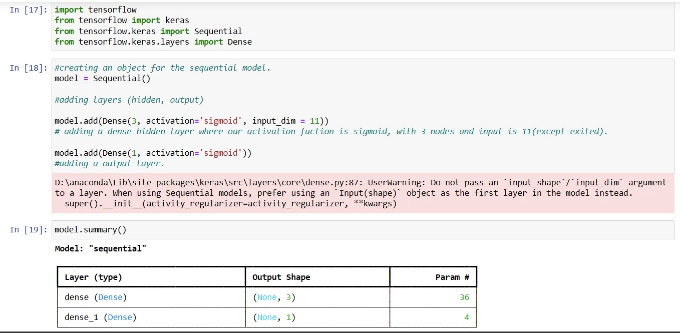 In [17]: import tensorflow
from tensorflow import keras
from tensorflow.keras import Sequential
from tensorflow.keras.layers import Dense
In [18]: #creating an object for the sequential model.
model = Sequential()
#adding layers (hidden, output)
model.add(Dense(3, activation='sigmoid', input_dim = 11))
# adding a dense hidden layer where our activation fuction is sigmoid, with 3 nodes and input is 11(except exited).
model.add(Dense(1, activation='sigmoid'))
#adding a output layer.
D:\anaconda\Lib\site-packages\keras\src\layers\core\dense.py:87: UserWarning: Do not pass an `input_shape`/`input_dim` argument
to a layer. When using Sequential models, prefer using an `Input(shape)` object as the first layer in the model instead.
super().__init__(activity_regularizer=activity_regularizer, **kwargs)
In [19]: model.summary()
Model: "sequential"
Layer (type) Output Shape Param #
dense (Dense) (None, 3) 36
dense_1 (Dense) (None, 1) 4